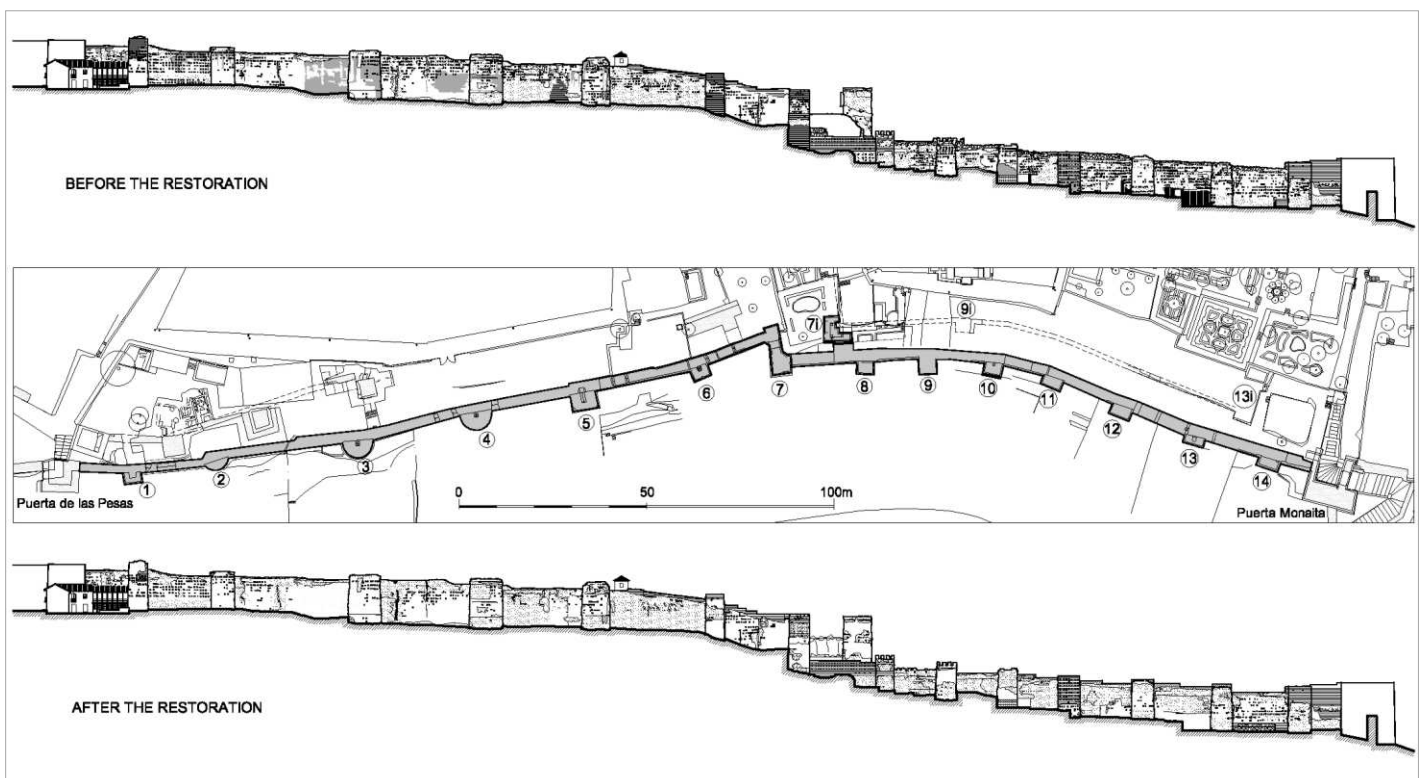 BEFORE THE RESTORATION
7i
9i
6
7
8
9
10
11
13i
5
4
12
3
13
2
14
1
Puerta de las Pesas
0 50 100m
Puerta Monaita
AFTER THE RESTORATION